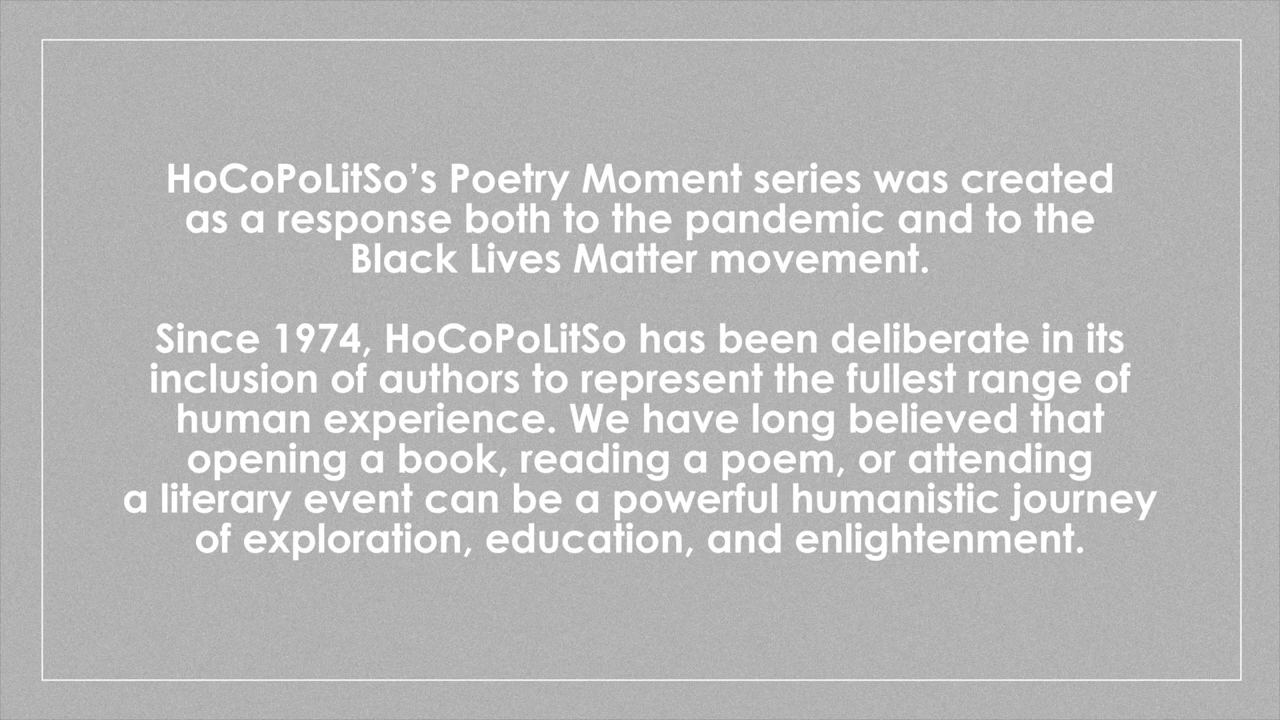 HoCoPoLitSo’s Poetry Moment series was created
as a response both to the pandemic and to the
Black Lives Matter movement.
Since 1974, HoCoPoLitSo has been deliberate in its
inclusion of authors to represent the fullest range of
human experience. We have long believed that
opening a book, reading a poem, or attending
a literary event can be a powerful humanistic journey
of exploration, education, and enlightenment.